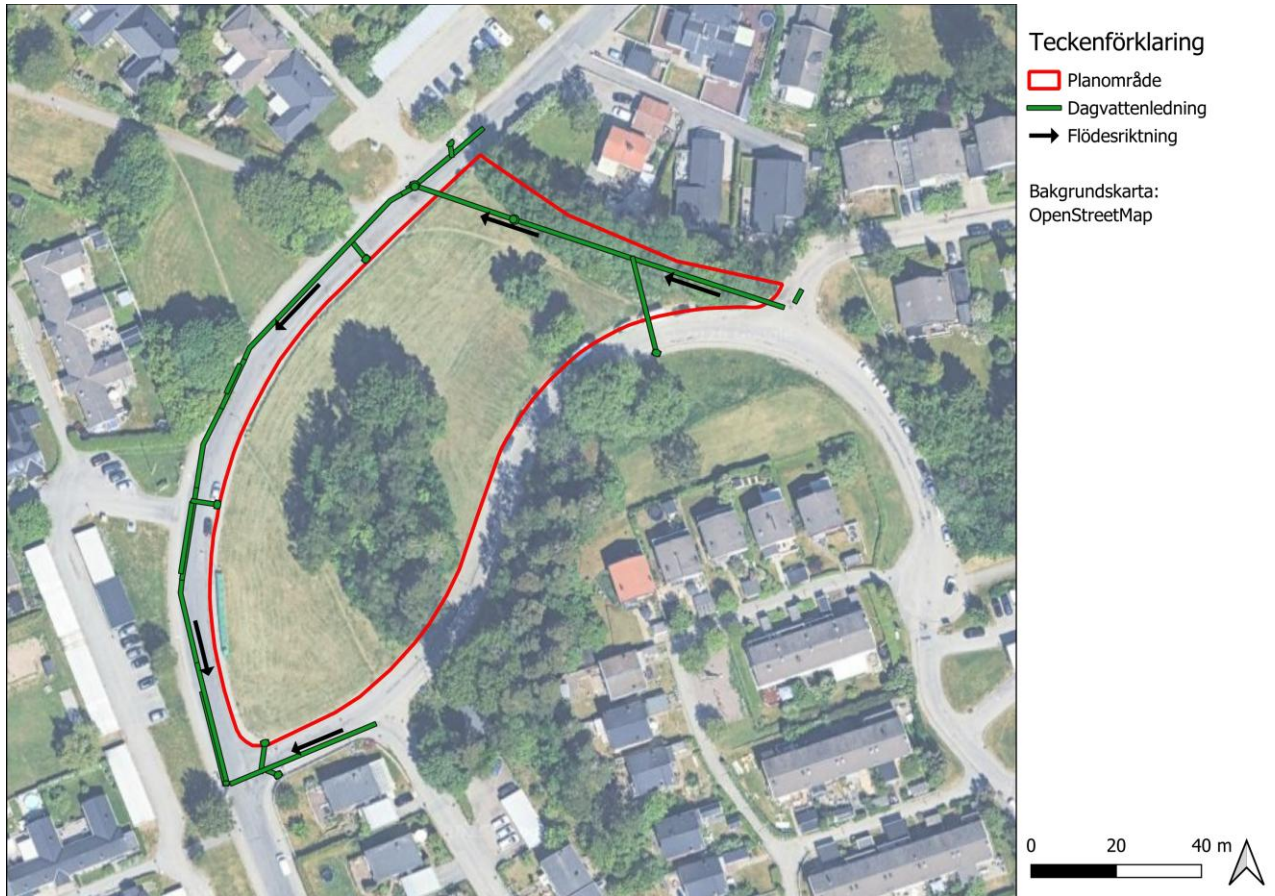 Teckenförklaring
Planområde
Dagvattenledning
Flödesriktning
Bakgrundskarta:
OpenStreetMap
0 20 40 m